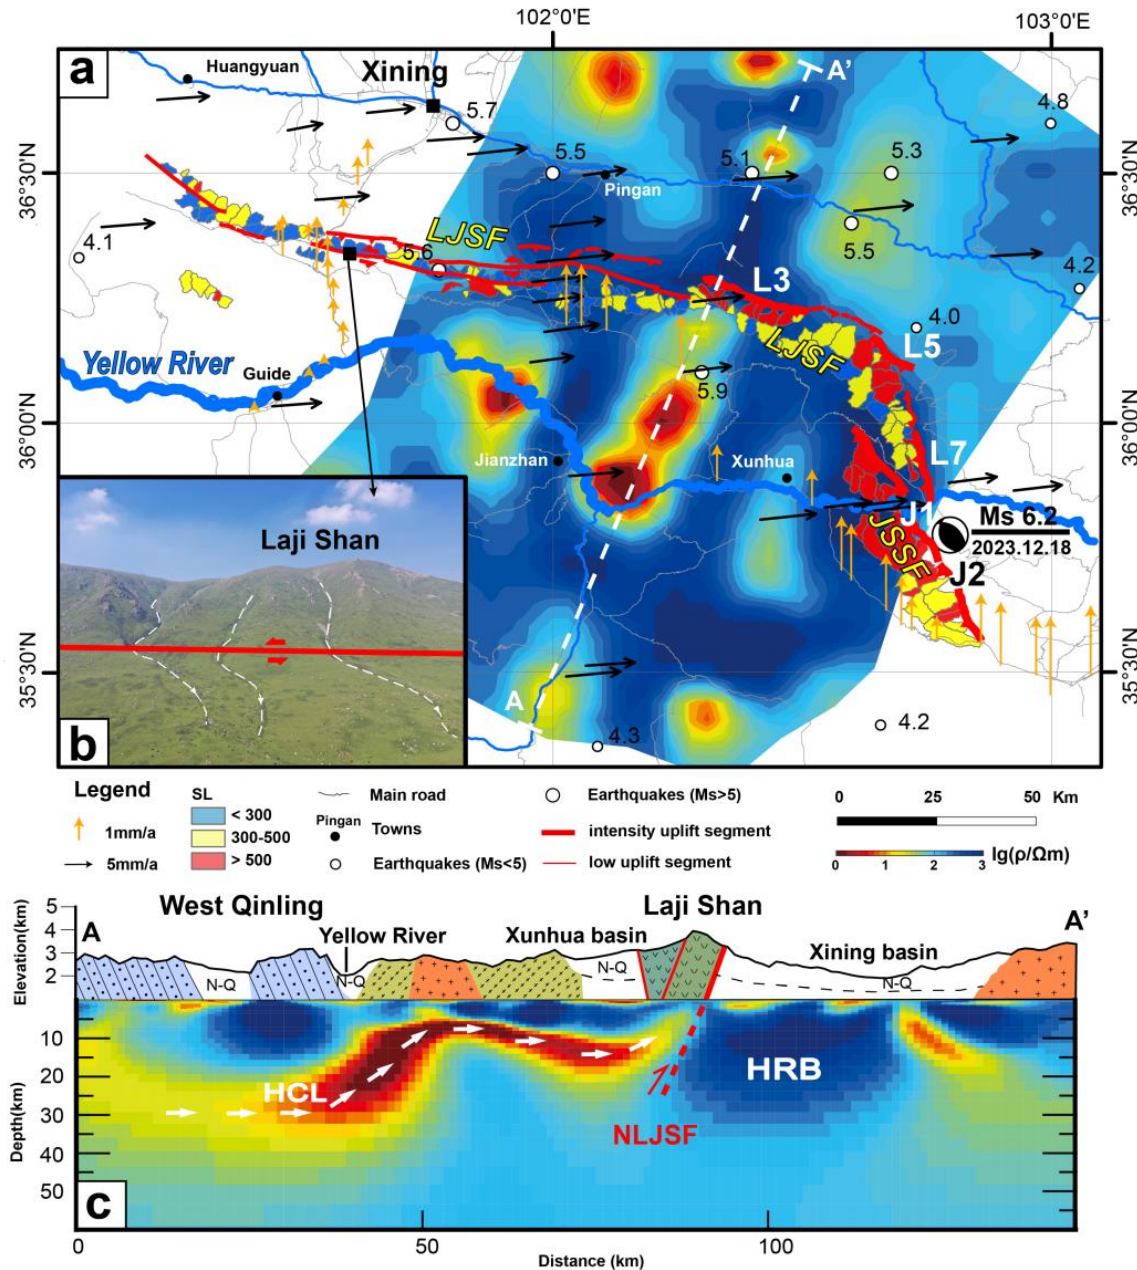 102°0'E
103°0'E
a
Huangyuan
Xining
A'
5.7
4.8
5.5
5.1
5.3
36°30'N
36°30'N
Pingan
4.1
LJSF
5.6
5.5
4.2
L3
4.0
LJSF
L5
Yellow River
Guide
5.9
36°00'N
36°00'N
Jianzhan
Xunhua
L7
J1
Ms 6.2
2023.12.18
JSSF
J2
Laji Shan
35°30'N
35°30'N
A
b
4.3
4.2
Legend
1mm/a
5mm/a
SL
< 300
300-500
> 500
Main road
Pingan
Towns
Earthquakes (Ms<5)
Earthquakes (Ms>5)
intensity uplift segment
low uplift segment
0 25 50 Km
lg(ρ/Ωm)
0 1 2 3
West Qinling
Laji Shan
A
A'
Yellow River
Xunhua basin
Xining basin
Elevation(km)
5
4
3
2
N-Q
N-Q
N-Q
N-Q
Depth(km)
10
20
30
40
50
HCL
HRB
NLJSF
c
0 50 100
Distance (km)